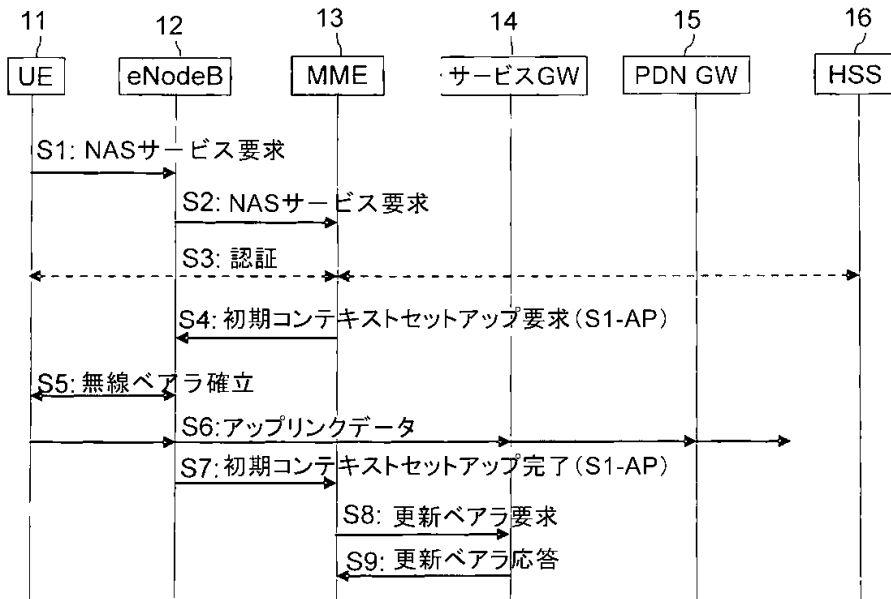 11 12 13 14 15 16
UE eNodeB MME サービスGW PDN GW HSS
S1: NASサービス要求
S2: NASサービス要求
S3: 認証
S4: 初期コンテキストセットアップ要求(S1-AP)
S5: 無線ベアラ確立
S6: アップリンクデータ
S7: 初期コンテキストセットアップ完了(S1-AP)
S8: 更新ベアラ要求
S9: 更新ベアラ応答